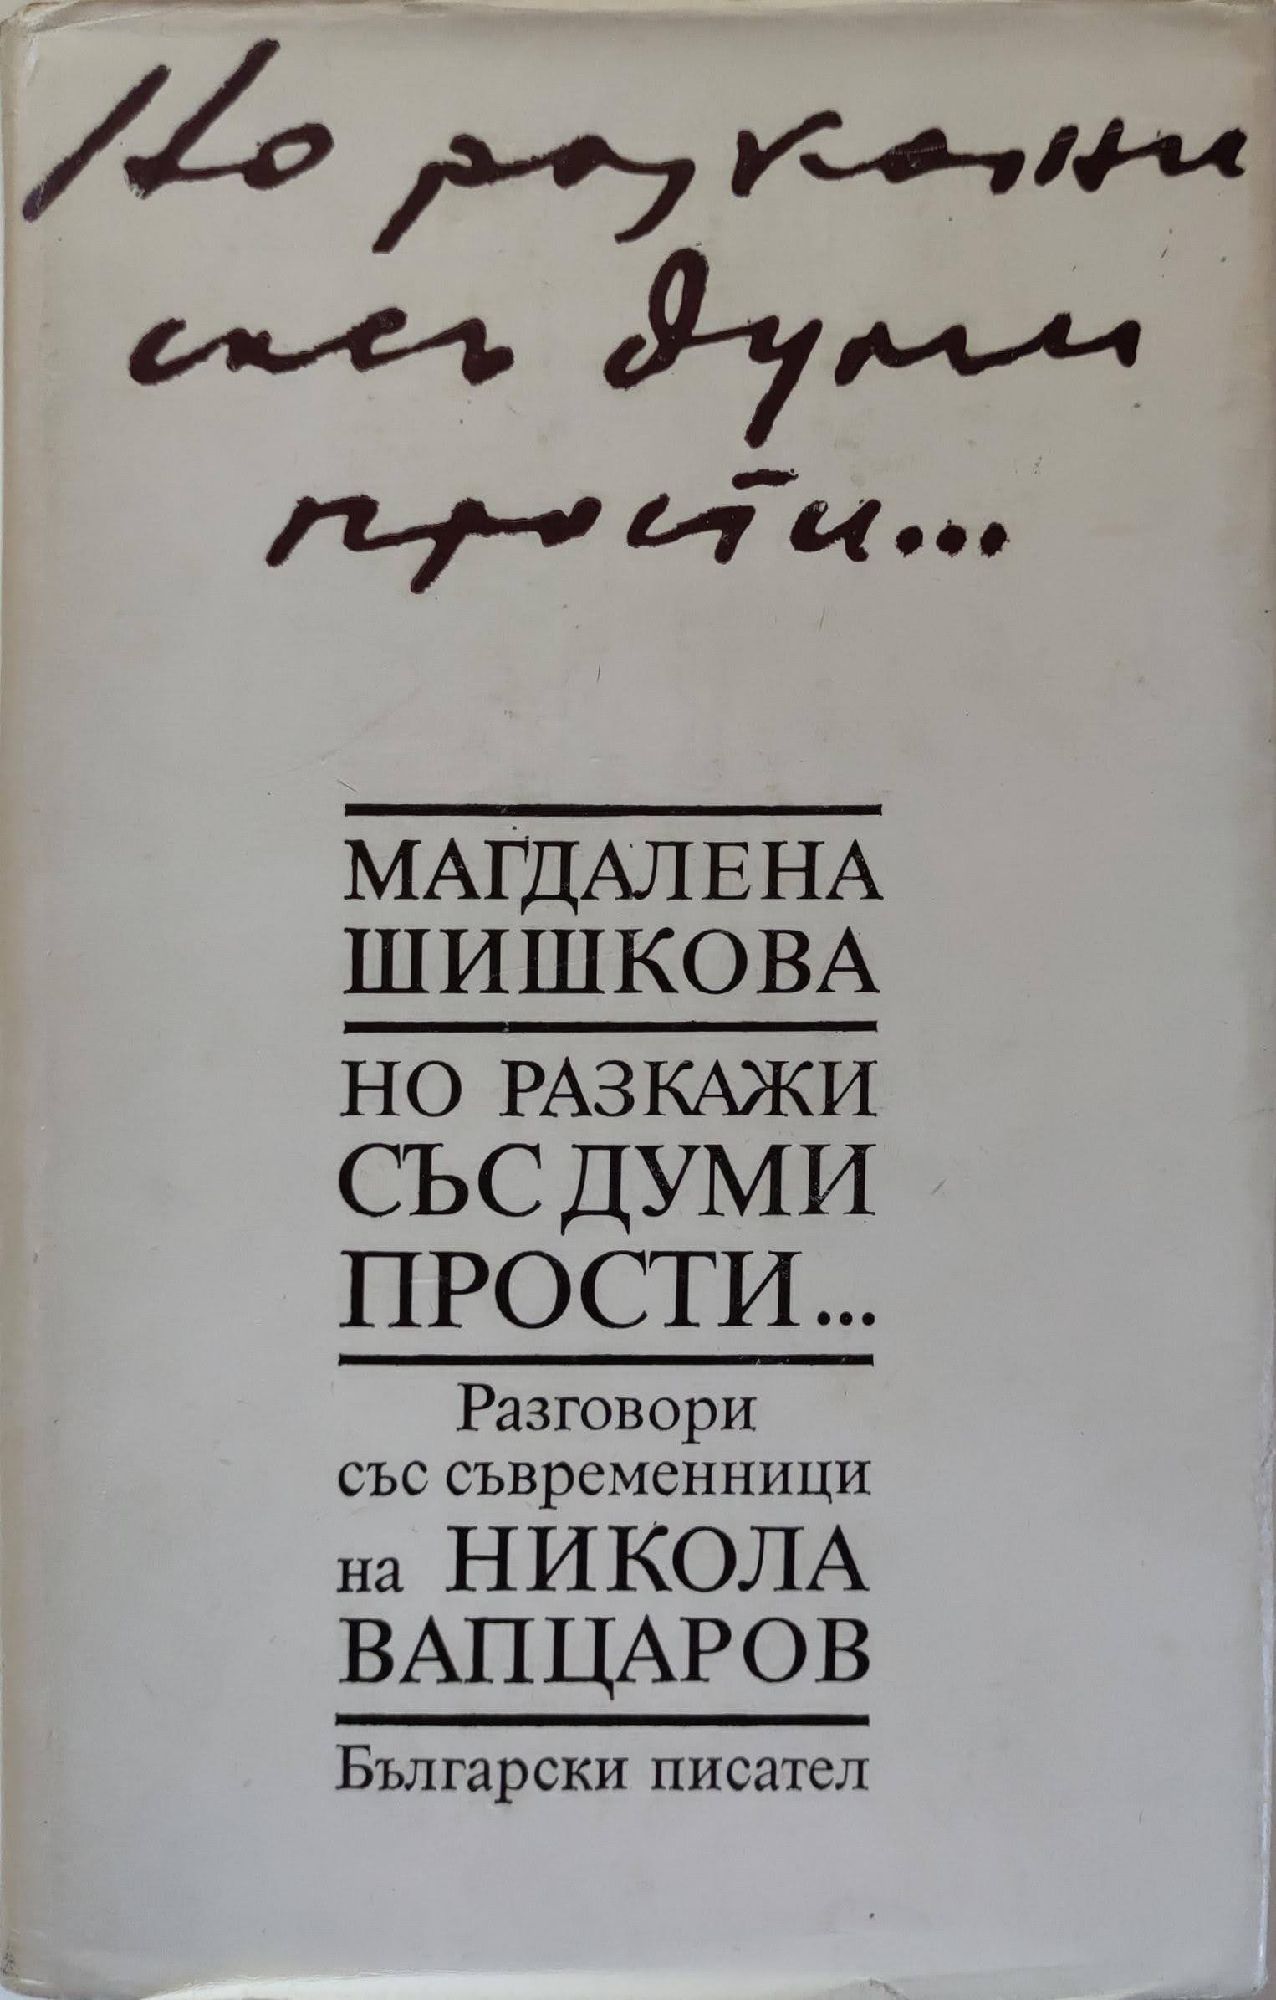 Но разкажи
със думи
прости...
МАГДАЛЕНА
ШИШКОВА
НО РАЗКАЖИ
СЪС ДУМИ
ПРОСТИ...
Разговори
със съвременници
на НИКОЛА
ВАПЦАРОВ
Български писател